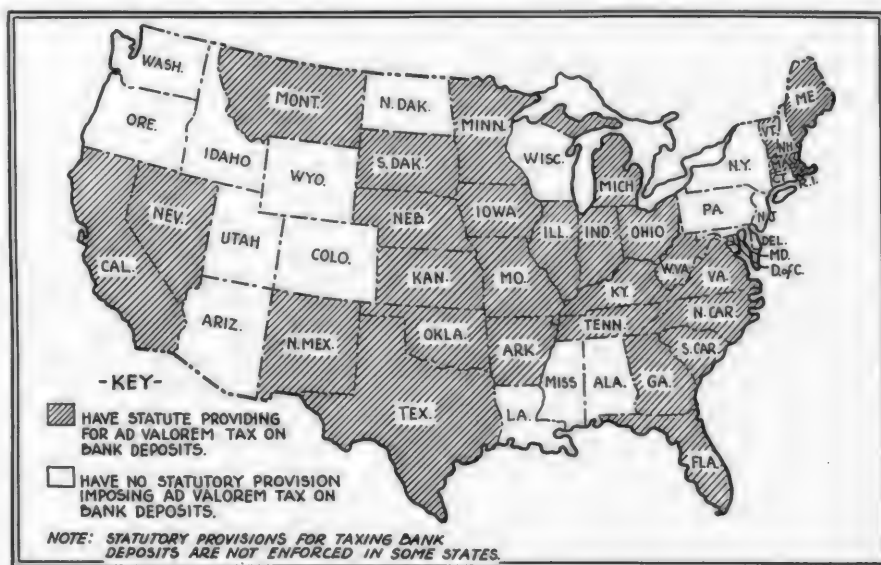 WASH.
ORE.
IDAHO
MONT.
WYO.
N. DAK.
S. DAK.
NEB.
MINN.
WISC.
MICH
IOWA
ILL.
IND.
OHIO
NEV.
CAL.
UTAH
COLO.
ARIZ.
N. MEX.
KAN.
OKLA.
TEX.
MO.
ARK.
LA.
MISS
ALA.
GA.
FLA.
TENN.
KY.
W.VA.
VA.
N. CAR.
S. CAR.
PA.
N.Y.
N.J.
VT.
N.H.
MA.
CT.
R.I.
ME.
DEL.
MD.
D. of C.
-KEY-
HAVE STATUTE PROVIDING
FOR AD VALOREM TAX ON
BANK DEPOSITS.
HAVE NO STATUTORY PROVISION
IMPOSING AD VALOREM TAX ON
BANK DEPOSITS.
NOTE: STATUTORY PROVISIONS FOR TAXING BANK
DEPOSITS ARE NOT ENFORCED IN SOME STATES.